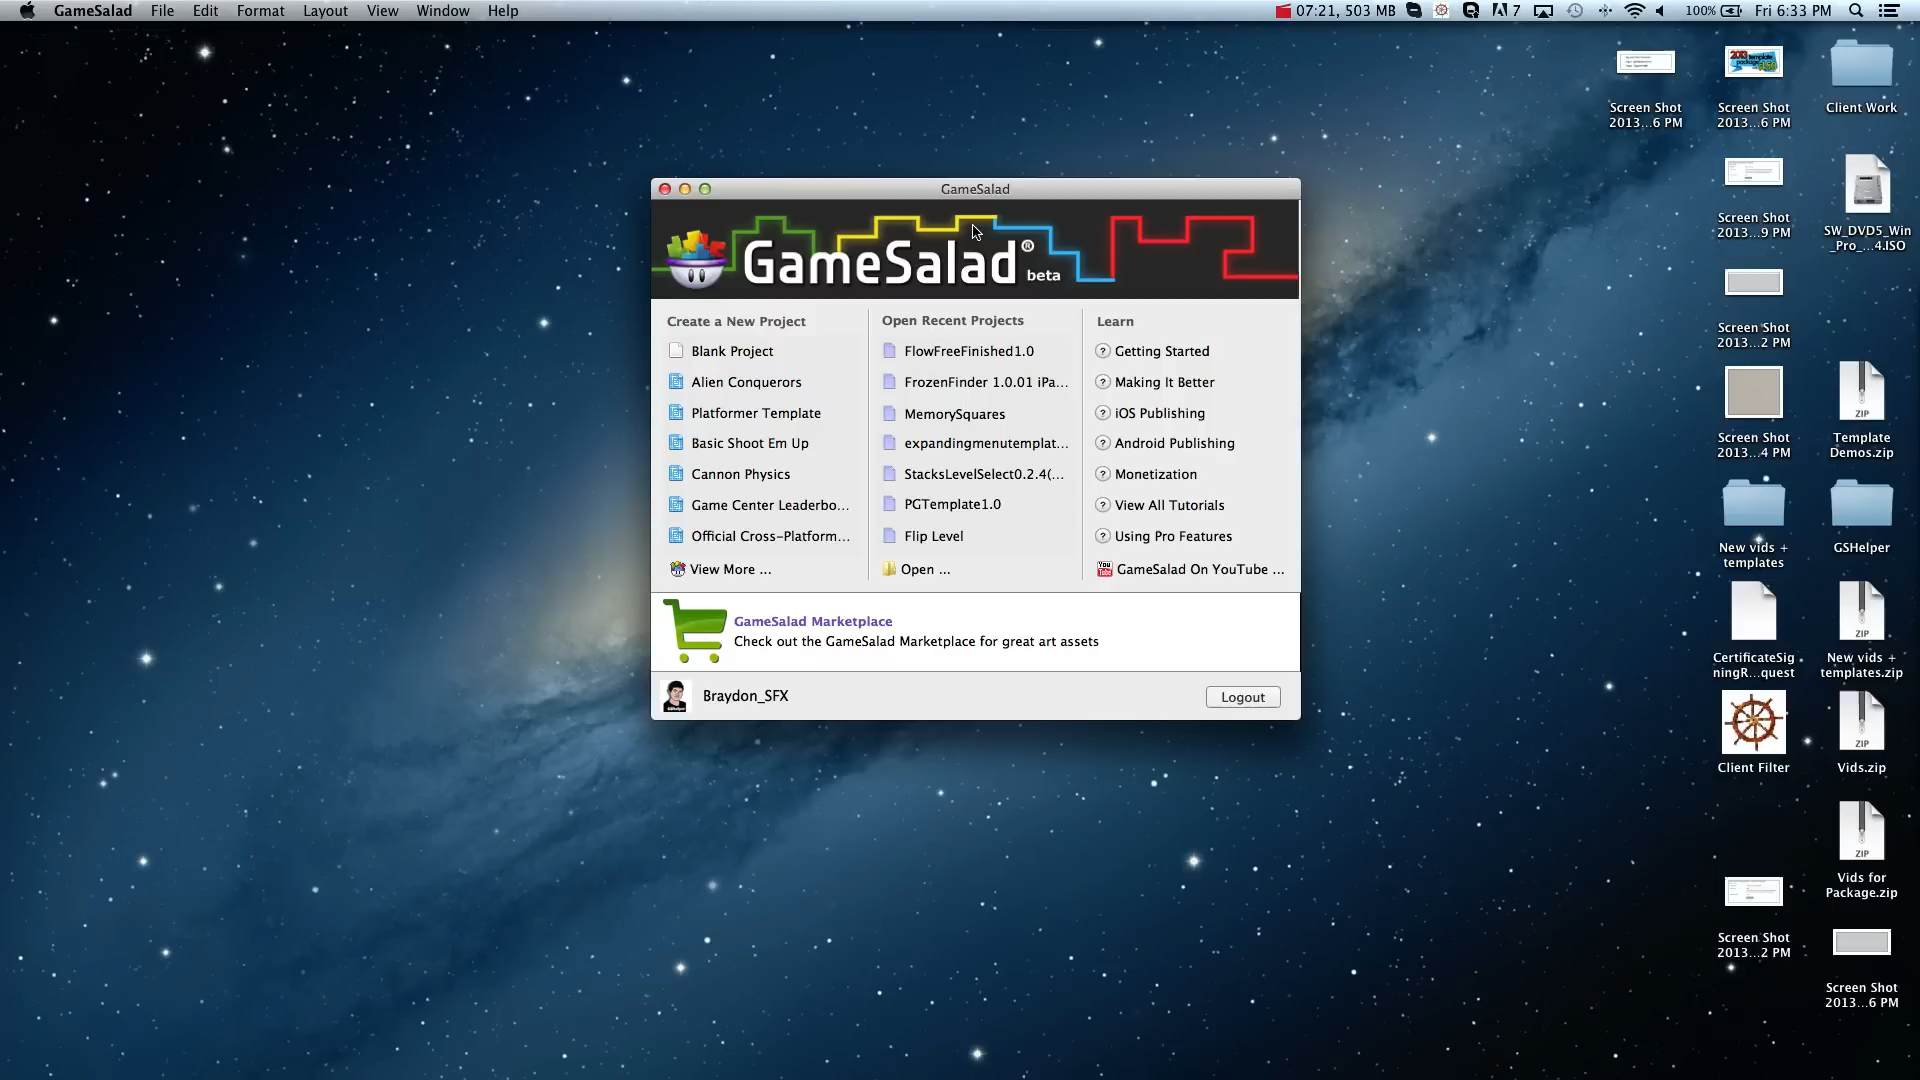 GameSalad File Edit Format Layout View Window Help
07:21, 503 MB 7 100% Fri 6:33 PM
GameSalad
GameSalad®
beta
Create a New Project
Blank Project
Alien Conquerors
Platformer Template
Basic Shoot Em Up
Cannon Physics
Game Center Leaderbo...
Official Cross-Platform...
View More ...
Open Recent Projects
FlowFreeFinished1.0
FrozenFinder 1.0.01 iPa...
MemorySquares
expandingmenutemplat...
StacksLevelSelect0.2.4(...
PGTemplate1.0
Flip Level
Open ...
Learn
Getting Started
Making It Better
iOS Publishing
Android Publishing
Monetization
View All Tutorials
Using Pro Features
GameSalad On YouTube ...
GameSalad Marketplace
Check out the GameSalad Marketplace for great art assets
Braydon_SFX
Logout
Screen Shot
2013...6 PM
Screen Shot
2013...6 PM
Client Work
Screen Shot
2013...9 PM
SW_DVD5_Win
_Pro_...4.ISO
Screen Shot
2013...2 PM
Screen Shot
2013...4 PM
ZIP
Template
Demos.zip
New vids +
templates
GSHelper
CertificateSig
ningR...quest
ZIP
New vids +
templates.zip
Client Filter
ZIP
Vids.zip
ZIP
Vids for
Package.zip
Screen Shot
2013...2 PM
Screen Shot
2013...6 PM